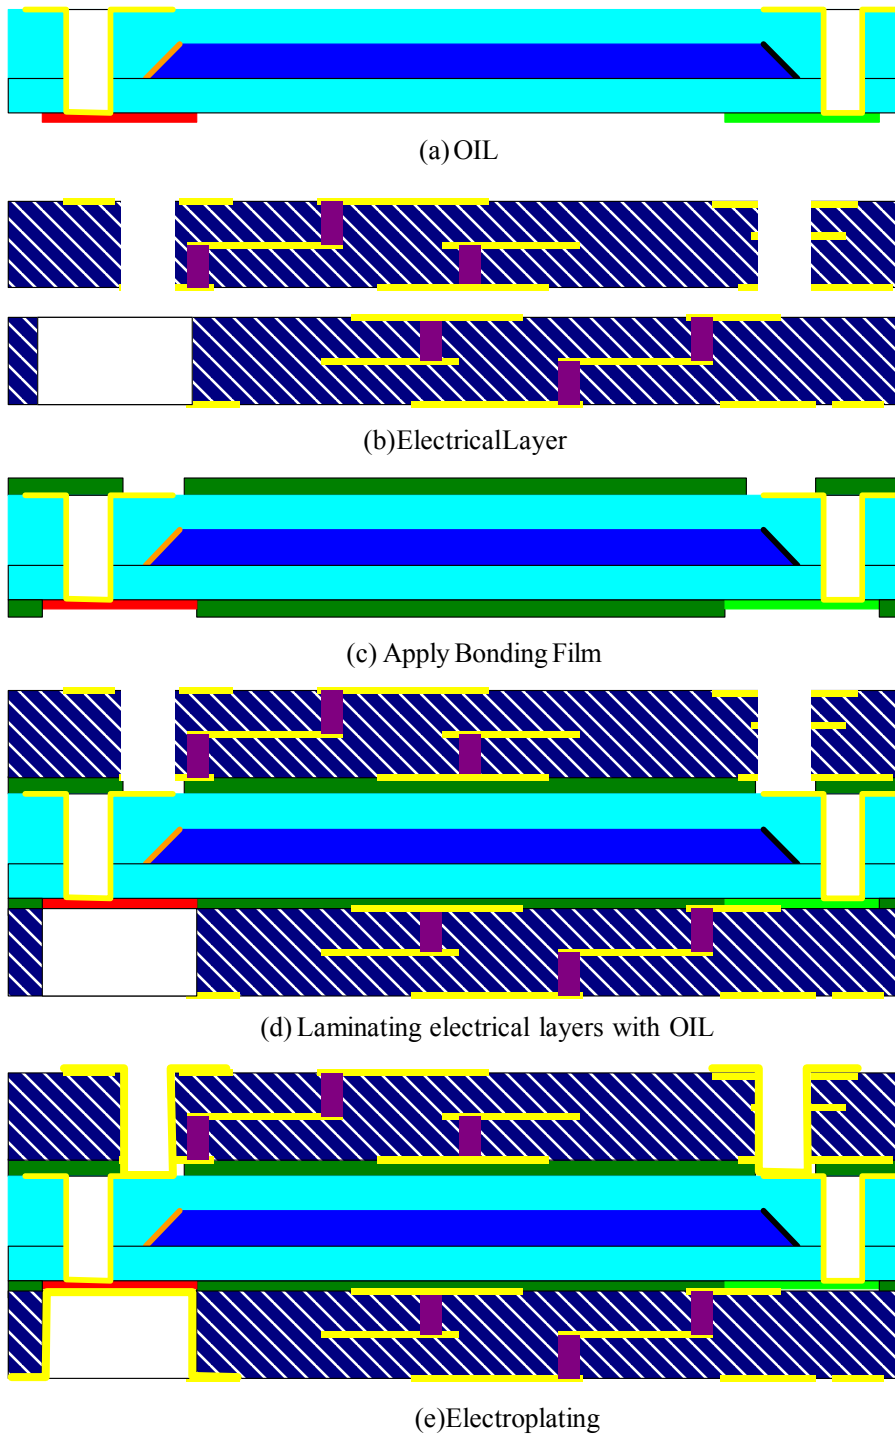 (a) OIL
(b)ElectricalLayer
(c) Apply Bonding Film
(d) Laminating electrical layers with OIL
(e)Electroplating